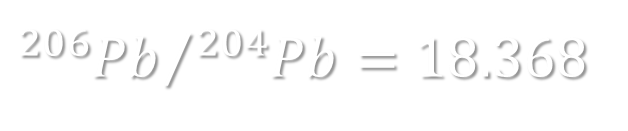 ²⁰⁶Pb/²⁰⁴Pb = 18.368